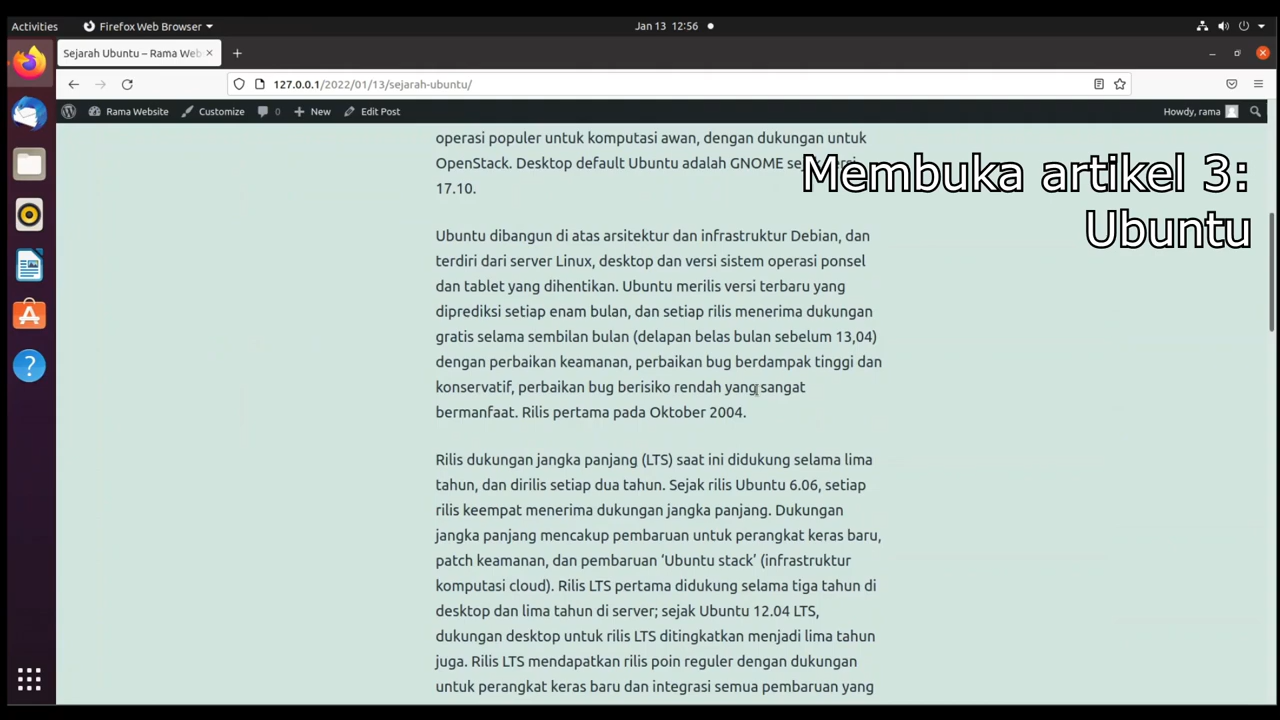 Activities
Firefox Web Browser
Jan 13 12:56
Sejarah Ubuntu – Rama Web
127.0.0.1/2022/01/13/sejarah-ubuntu/
Rama Website
Customize
0
New
Edit Post
Howdy, rama
Membuka artikel 3:
Ubuntu
operasi populer untuk komputasi awan, dengan dukungan untuk
OpenStack. Desktop default Ubuntu adalah GNOME
17.10.
Ubuntu dibangun di atas arsitektur dan infrastruktur Debian, dan
terdiri dari server Linux, desktop dan versi sistem operasi ponsel
dan tablet yang dihentikan. Ubuntu merilis versi terbaru yang
diprediksi setiap enam bulan, dan setiap rilis menerima dukungan
gratis selama sembilan bulan (delapan belas bulan sebelum 13,04)
dengan perbaikan keamanan, perbaikan bug berdampak tinggi dan
konservatif, perbaikan bug berisiko rendah yang sangat
bermanfaat. Rilis pertama pada Oktober 2004.
Rilis dukungan jangka panjang (LTS) saat ini didukung selama lima
tahun, dan dirilis setiap dua tahun. Sejak rilis Ubuntu 6.06, setiap
rilis keempat menerima dukungan jangka panjang. Dukungan
jangka panjang mencakup pembaruan untuk perangkat keras baru,
patch keamanan, dan pembaruan ‘Ubuntu stack’ (infrastruktur
komputasi cloud). Rilis LTS pertama didukung selama tiga tahun di
desktop dan lima tahun di server; sejak Ubuntu 12.04 LTS,
dukungan desktop untuk rilis LTS ditingkatkan menjadi lima tahun
juga. Rilis LTS mendapatkan rilis poin reguler dengan dukungan
untuk perangkat keras baru dan integrasi semua pembaruan yang